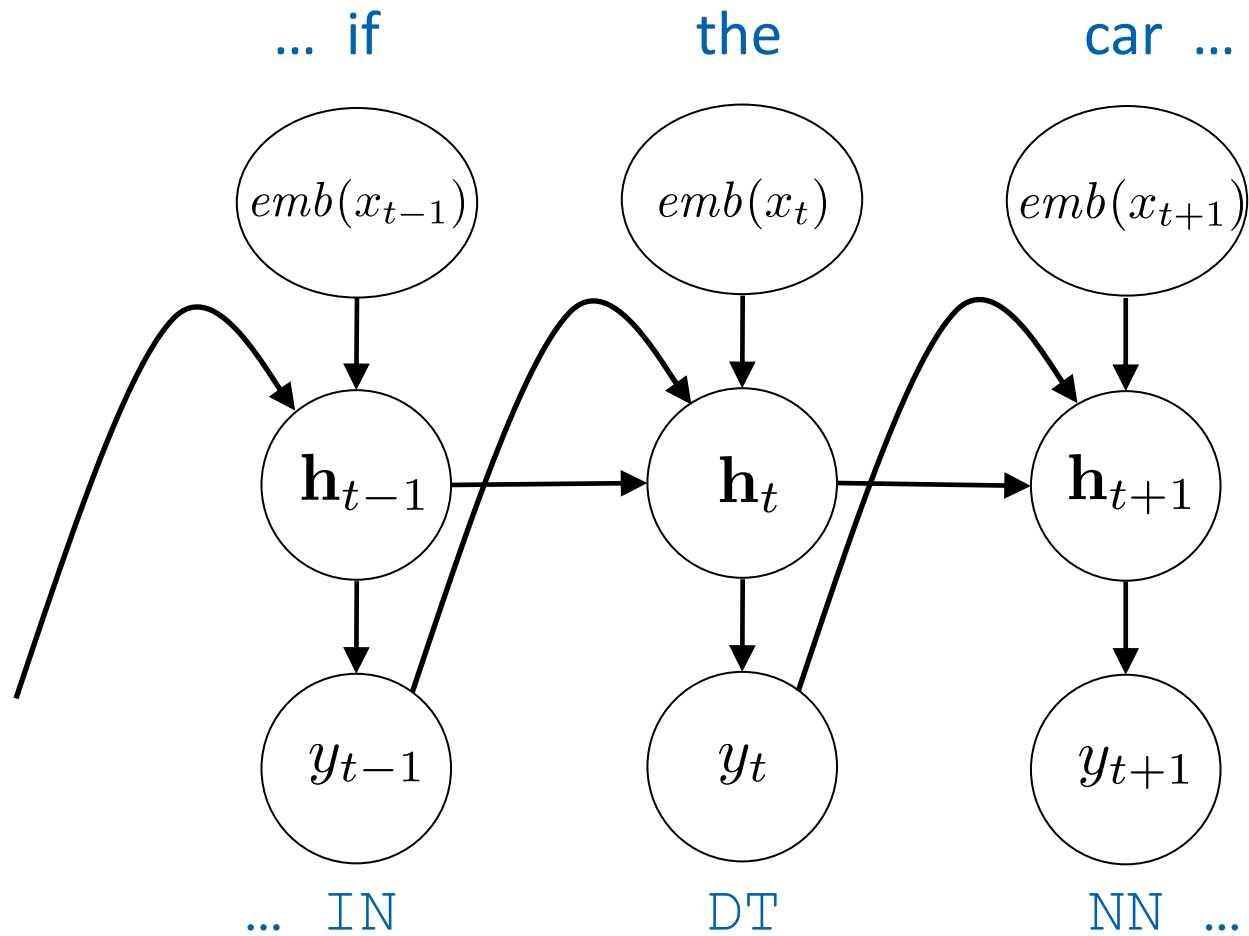 ... if the car ...
emb(x_{t−1}) emb(x_t) emb(x_{t+1})
h_{t−1} h_t h_{t+1}
y_{t−1} y_t y_{t+1}
... IN DT NN ...